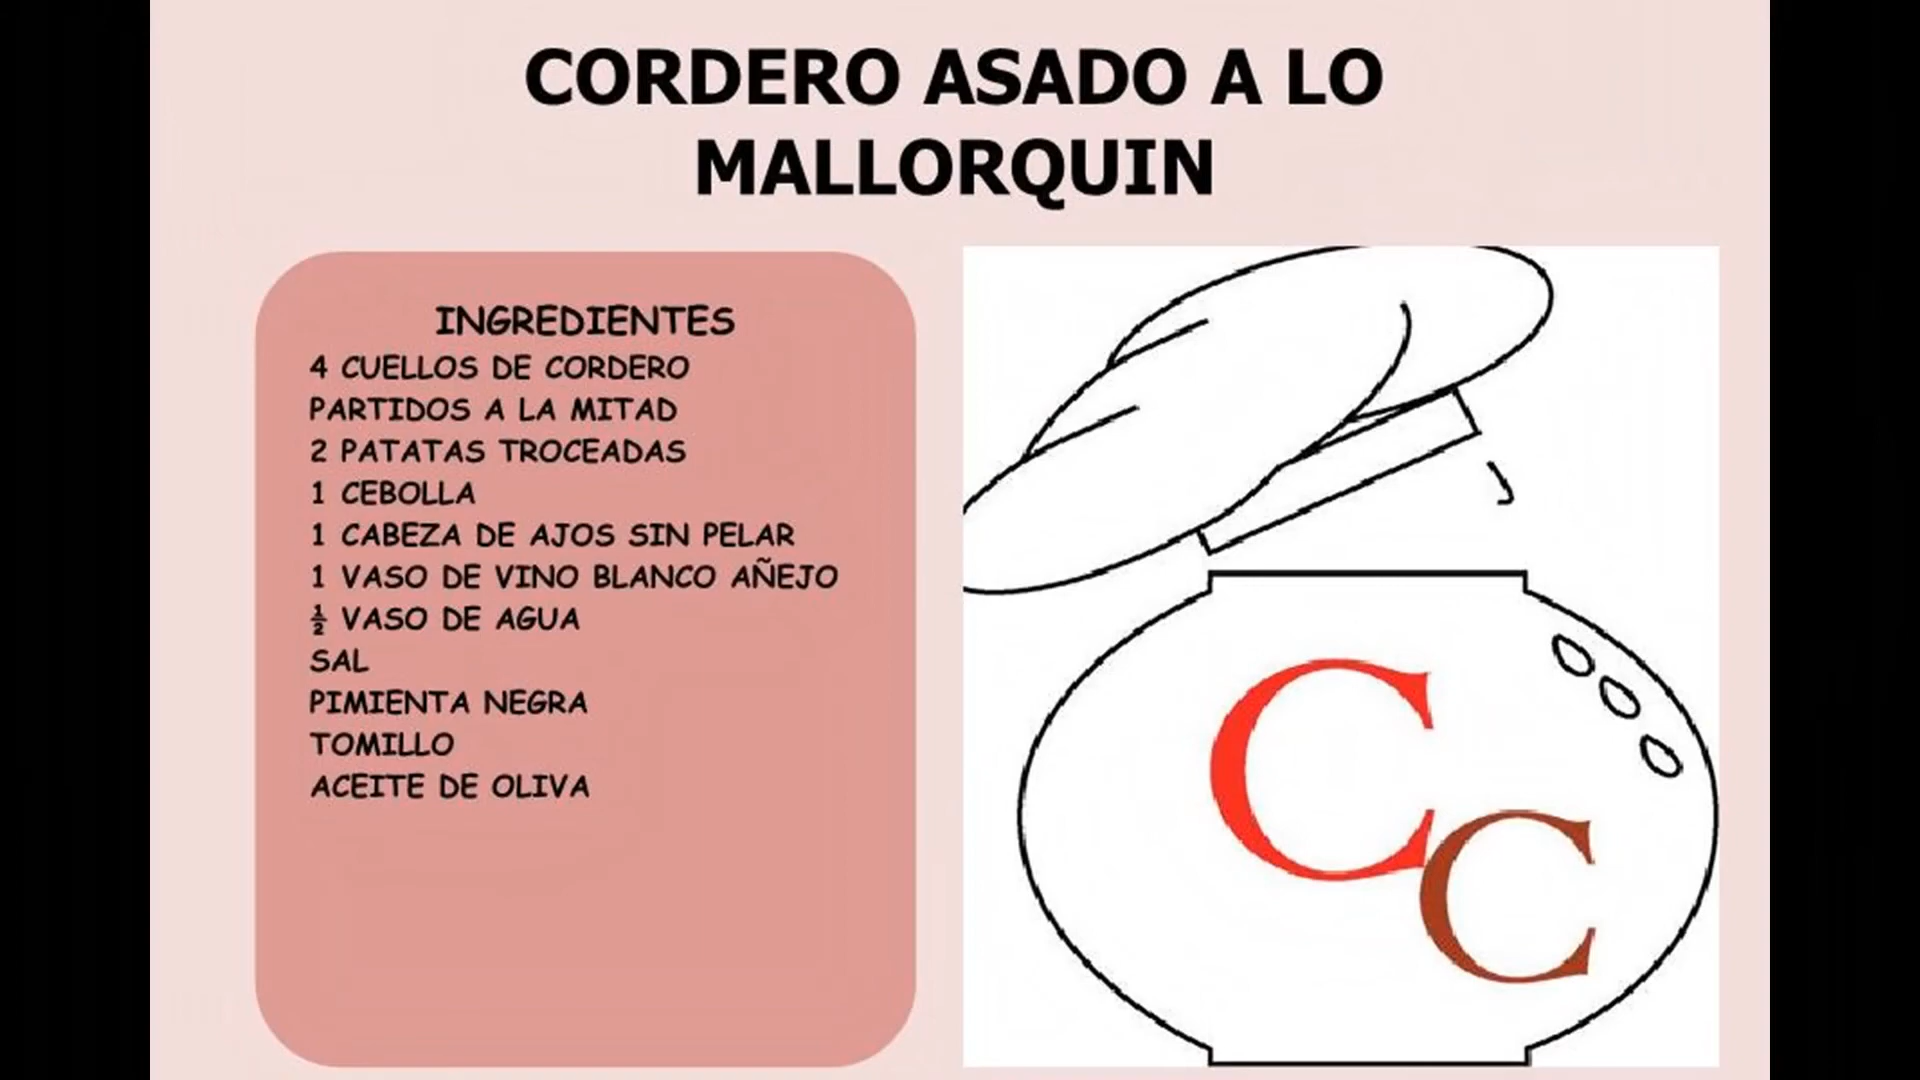 CORDERO ASADO A LO
MALLORQUIN
INGREDIENTES
4 CUELLOS DE CORDERO
PARTIDOS A LA MITAD
2 PATATAS TROCEADAS
1 CEBOLLA
1 CABEZA DE AJOS SIN PELAR
1 VASO DE VINO BLANCO AÑEJO
½ VASO DE AGUA
SAL
PIMIENTA NEGRA
TOMILLO
ACEITE DE OLIVA
C
C